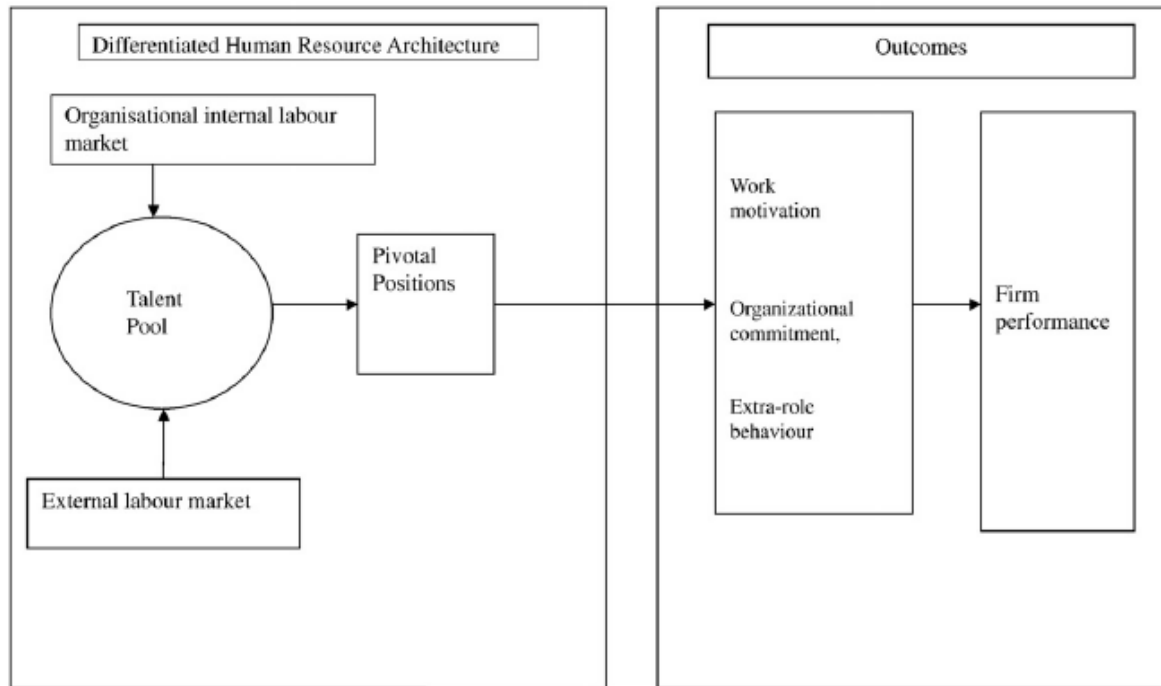 Differentiated Human Resource Architecture
Organisational internal labour
market
Talent
Pool
Pivotal
Positions
External labour market
Outcomes
Work
motivation
Organizational
commitment,
Extra-role
behaviour
Firm
performance